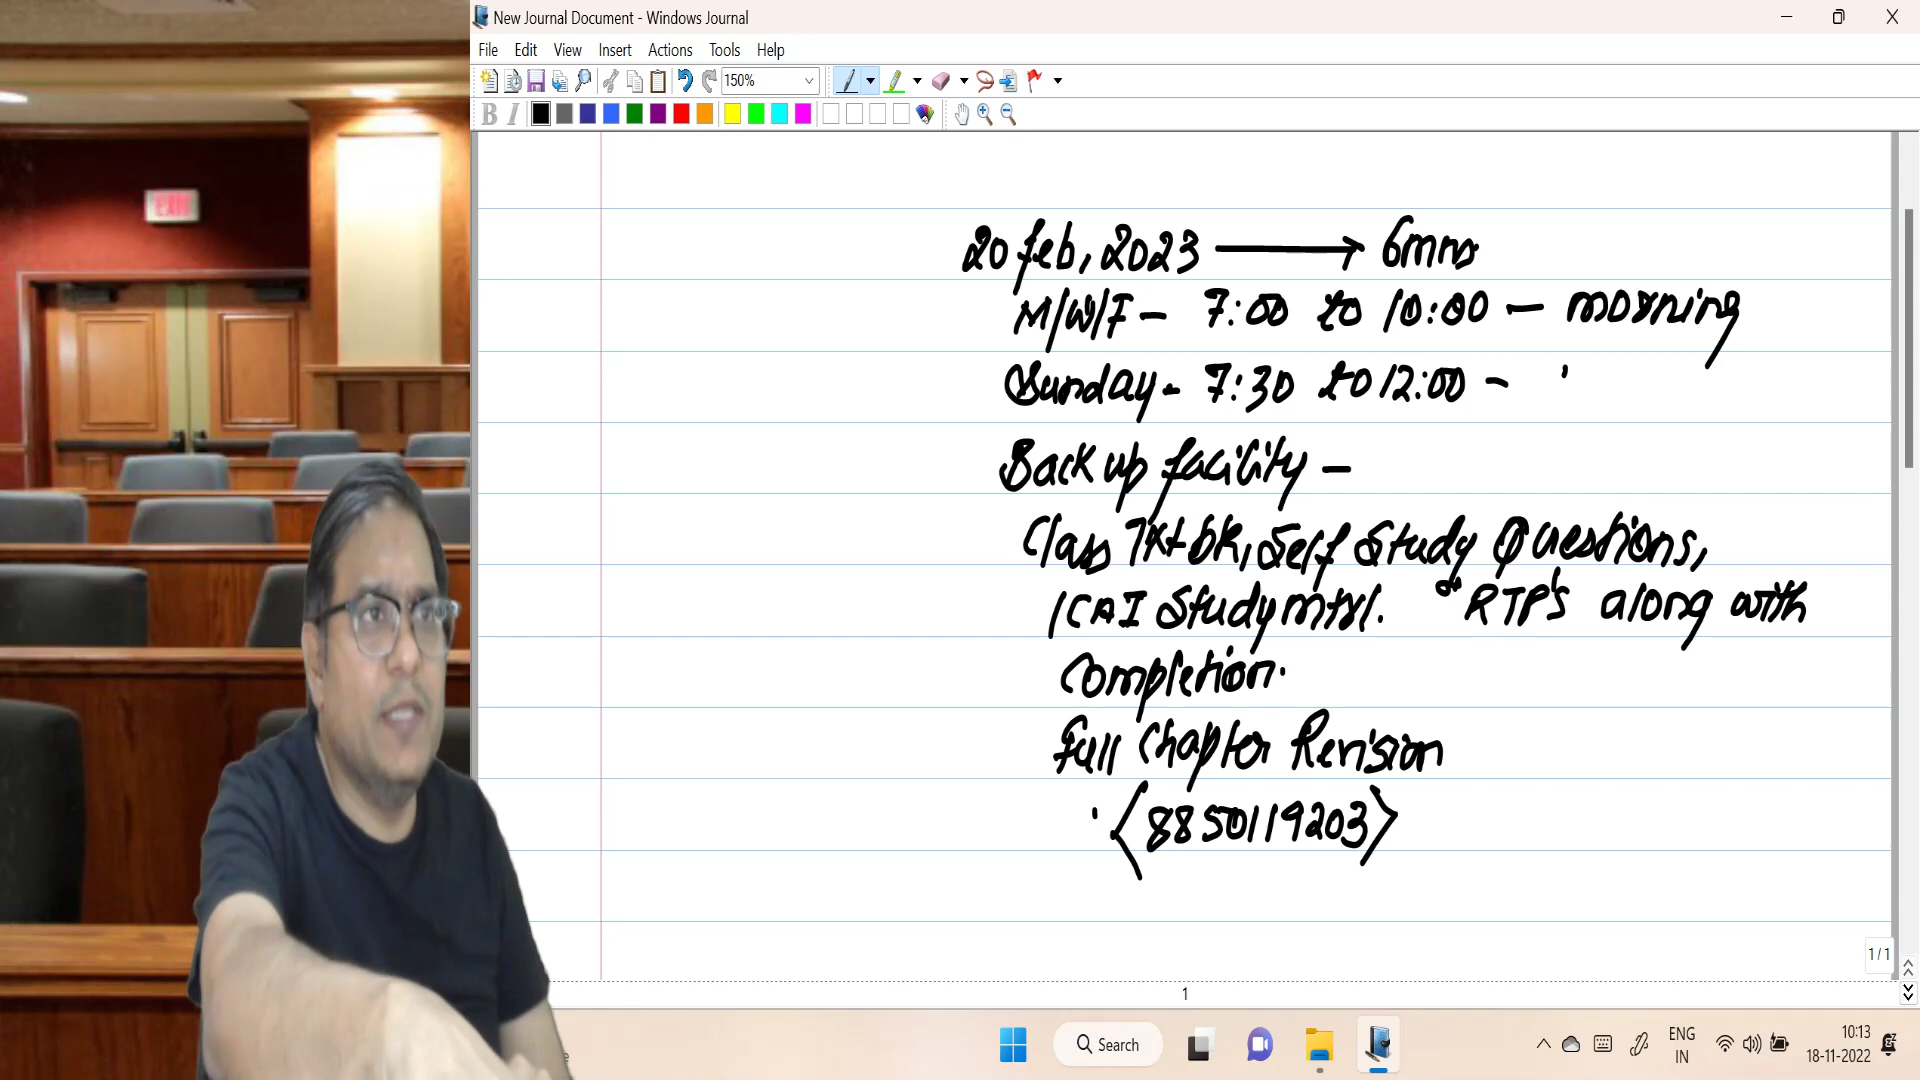 New Journal Document - Windows Journal
File Edit View Insert Actions Tools Help
150%
B I
EXIT
20 feb, 2023 → 6mns
M/W/F - 7:00 to 10:00 - morning
Sunday - 7:30 to 12:00 -
Back up facility -
Class Txt bk, Self Study Questions,
ICAI Study mtrl. & RTP's along with
Completion.
Full Chapter Revision
<8850119203>
1 / 1
1
Search
ENG
IN
10:13
18-11-2022